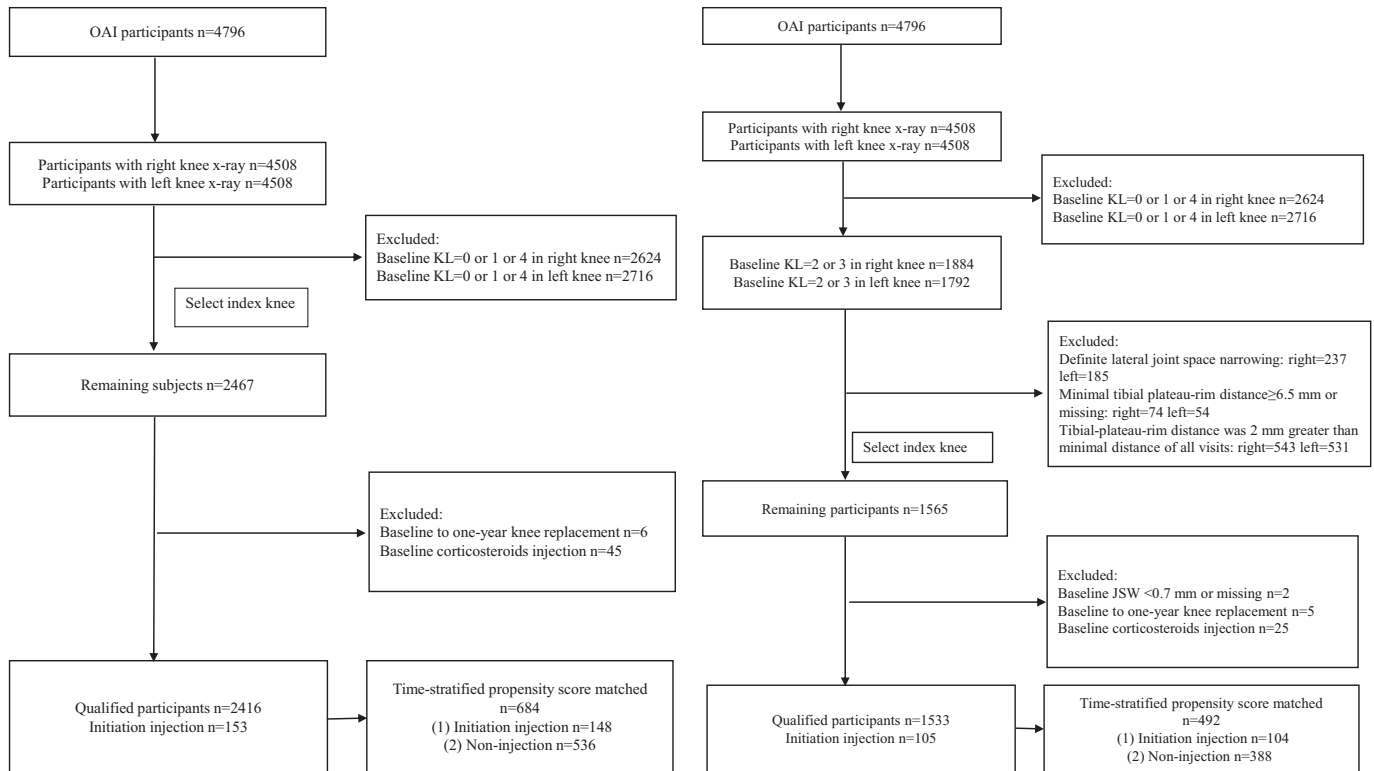 OAI participants n=4796
Participants with right knee x-ray n=4508
Participants with left knee x-ray n=4508
Excluded:
Baseline KL=0 or 1 or 4 in right knee n=2624
Baseline KL=0 or 1 or 4 in left knee n=2716
Select index knee
Remaining subjects n=2467
Excluded:
Baseline to one-year knee replacement n=6
Baseline corticosteroids injection n=45
Qualified participants n=2416
Initiation injection n=153
Time-stratified propensity score matched
n=684
(1) Initiation injection n=148
(2) Non-injection n=536
OAI participants n=4796
Participants with right knee x-ray n=4508
Participants with left knee x-ray n=4508
Excluded:
Baseline KL=0 or 1 or 4 in right knee n=2624
Baseline KL=0 or 1 or 4 in left knee n=2716
Baseline KL=2 or 3 in right knee n=1884
Baseline KL=2 or 3 in left knee n=1792
Excluded:
Definite lateral joint space narrowing: right=237
left=185
Minimal tibial plateau-rim distance≥6.5 mm or
missing: right=74 left=54
Tibial-plateau-rim distance was 2 mm greater than
minimal distance of all visits: right=543 left=531
Select index knee
Remaining participants n=1565
Excluded:
Baseline JSW <0.7 mm or missing n=2
Baseline to one-year knee replacement n=5
Baseline corticosteroids injection n=25
Qualified participants n=1533
Initiation injection n=105
Time-stratified propensity score matched
n=492
(1) Initiation injection n=104
(2) Non-injection n=388